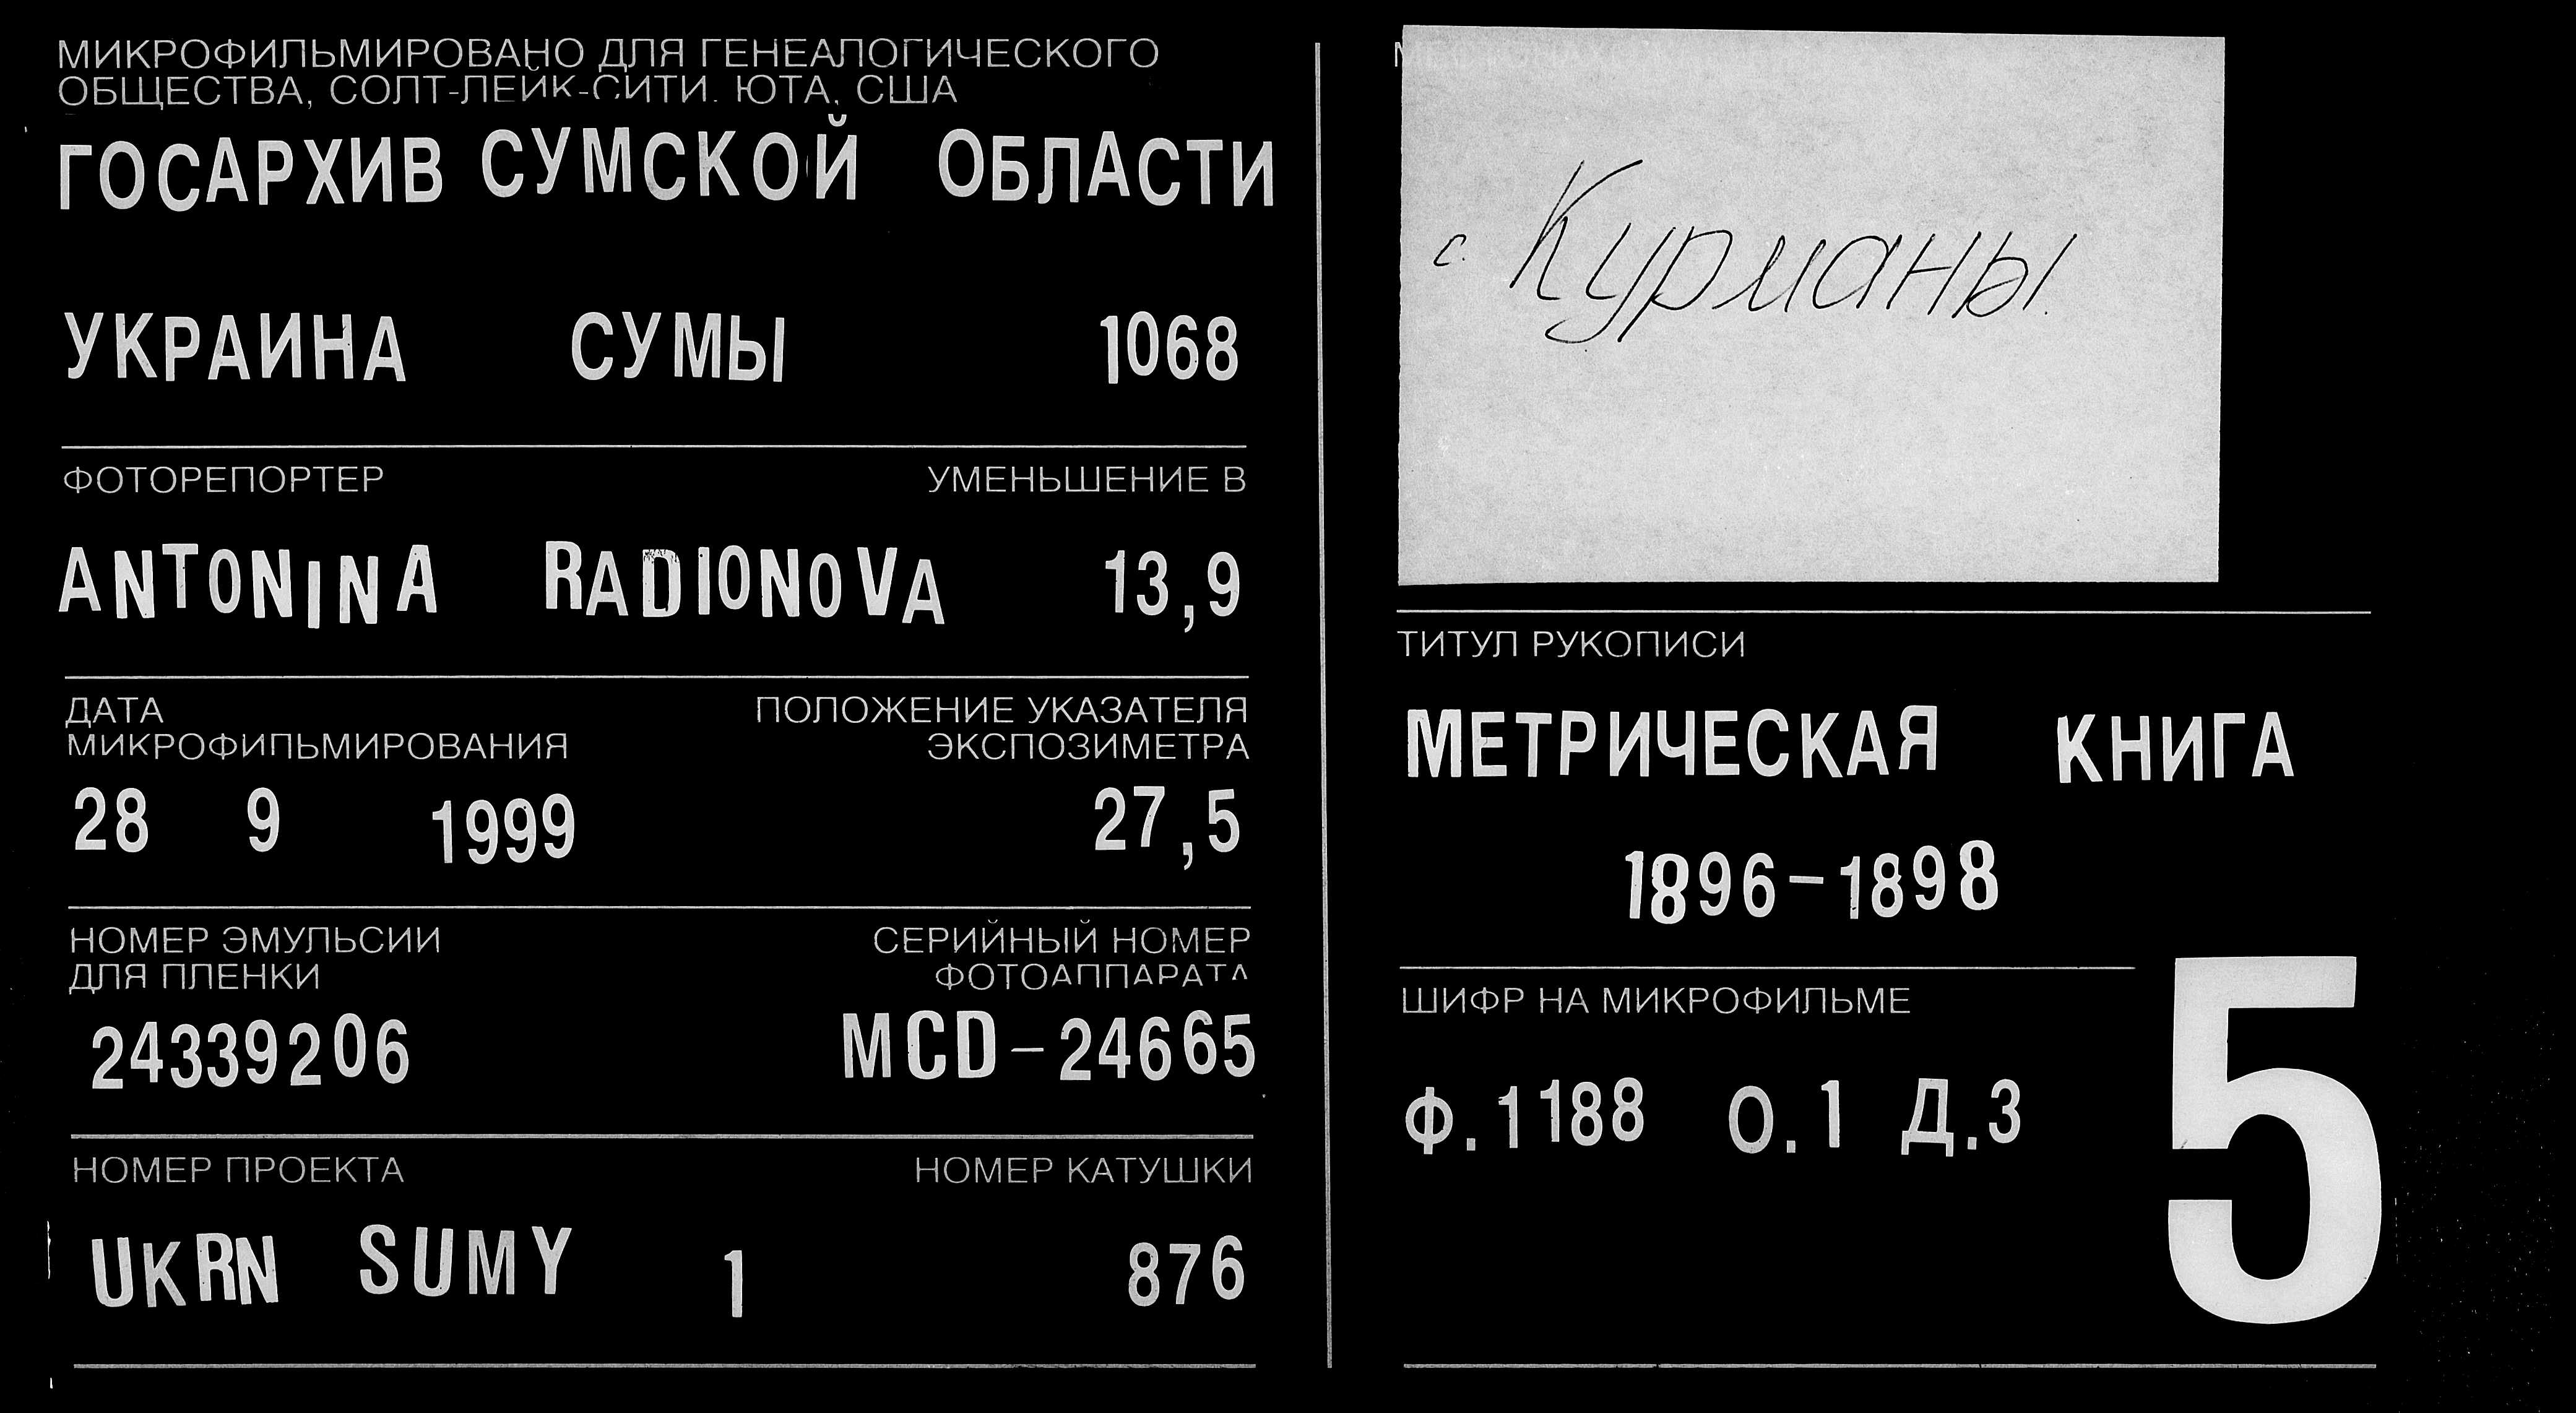 МИКРОФИЛЬМИРОВАНО ДЛЯ ГЕНЕАЛОГИЧЕСКОГО
ОБЩЕСТВА, СОЛТ-ЛЕЙК-СИТИ, ЮТА, США
ГОСАРХИВ СУМСКОЙ ОБЛАСТИ
УКРАИНА СУМЫ 1068
ФОТОРЕПОРТЕР УМЕНЬШЕНИЕ В
ANTONINA RADIONOVA 13,9
ДАТА ПОЛОЖЕНИЕ УКАЗАТЕЛЯ
МИКРОФИЛЬМИРОВАНИЯ ЭКСПОЗИМЕТРА
28 9 1999 27,5
НОМЕР ЭМУЛЬСИИ СЕРИЙНЫЙ НОМЕР
ДЛЯ ПЛЕНКИ ФОТОАППАРАТА
24339206 MCD-24665
НОМЕР ПРОЕКТА НОМЕР КАТУШКИ
UKRN SUMY 1 876
с. Курманы.
ТИТУЛ РУКОПИСИ
МЕТРИЧЕСКАЯ КНИГА
1896-1898
ШИФР НА МИКРОФИЛЬМЕ
Ф.1188 О.1 Д.3
5